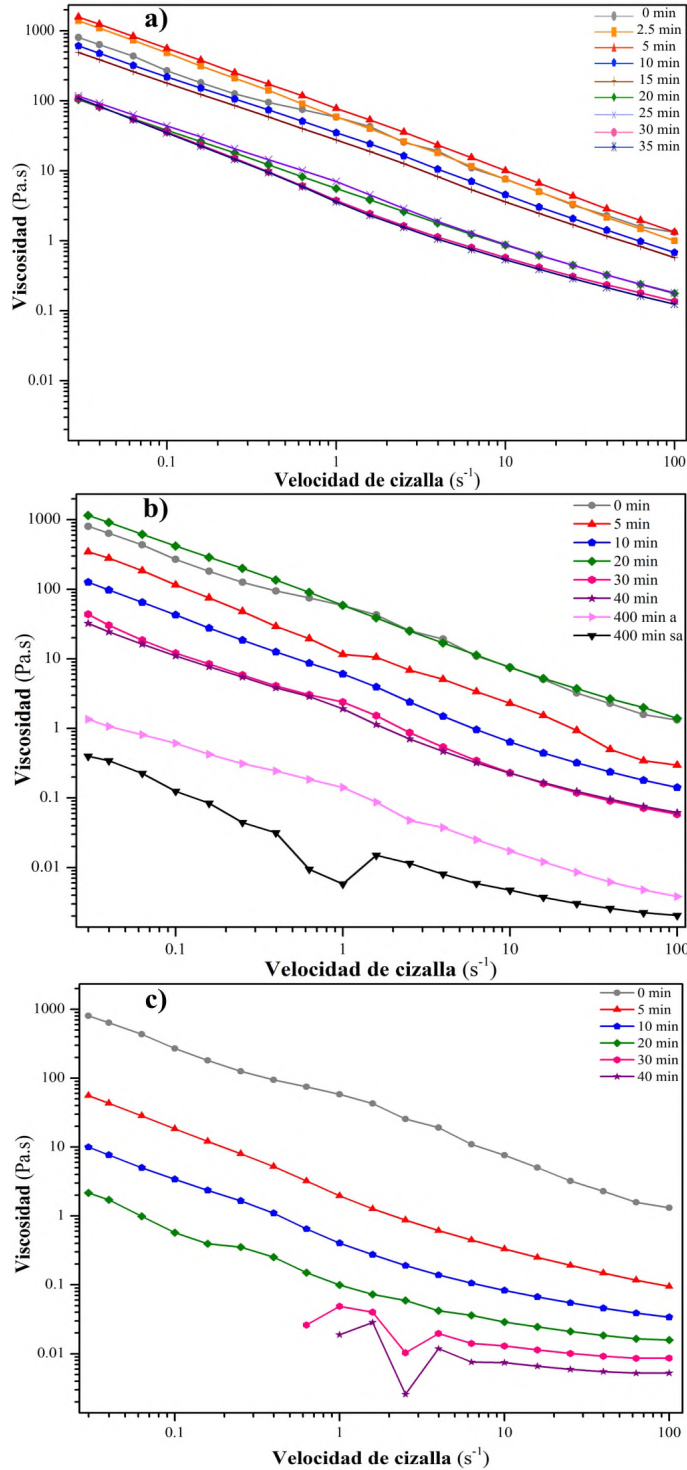 a)
1000
100
10
1
0.1
0.01
Viscosidad (Pa.s)
0 min
2.5 min
5 min
10 min
15 min
20 min
25 min
30 min
35 min
0.1
1
10
100
Velocidad de cizalla (s⁻¹)
b)
1000
100
10
1
0.1
0.01
Viscosidad (Pa.s)
0 min
5 min
10 min
20 min
30 min
40 min
400 min a
400 min sa
0.1
1
10
100
Velocidad de cizalla (s⁻¹)
c)
1000
100
10
1
0.1
0.01
Viscosidad (Pa.s)
0 min
5 min
10 min
20 min
30 min
40 min
0.1
1
10
100
Velocidad de cizalla (s⁻¹)